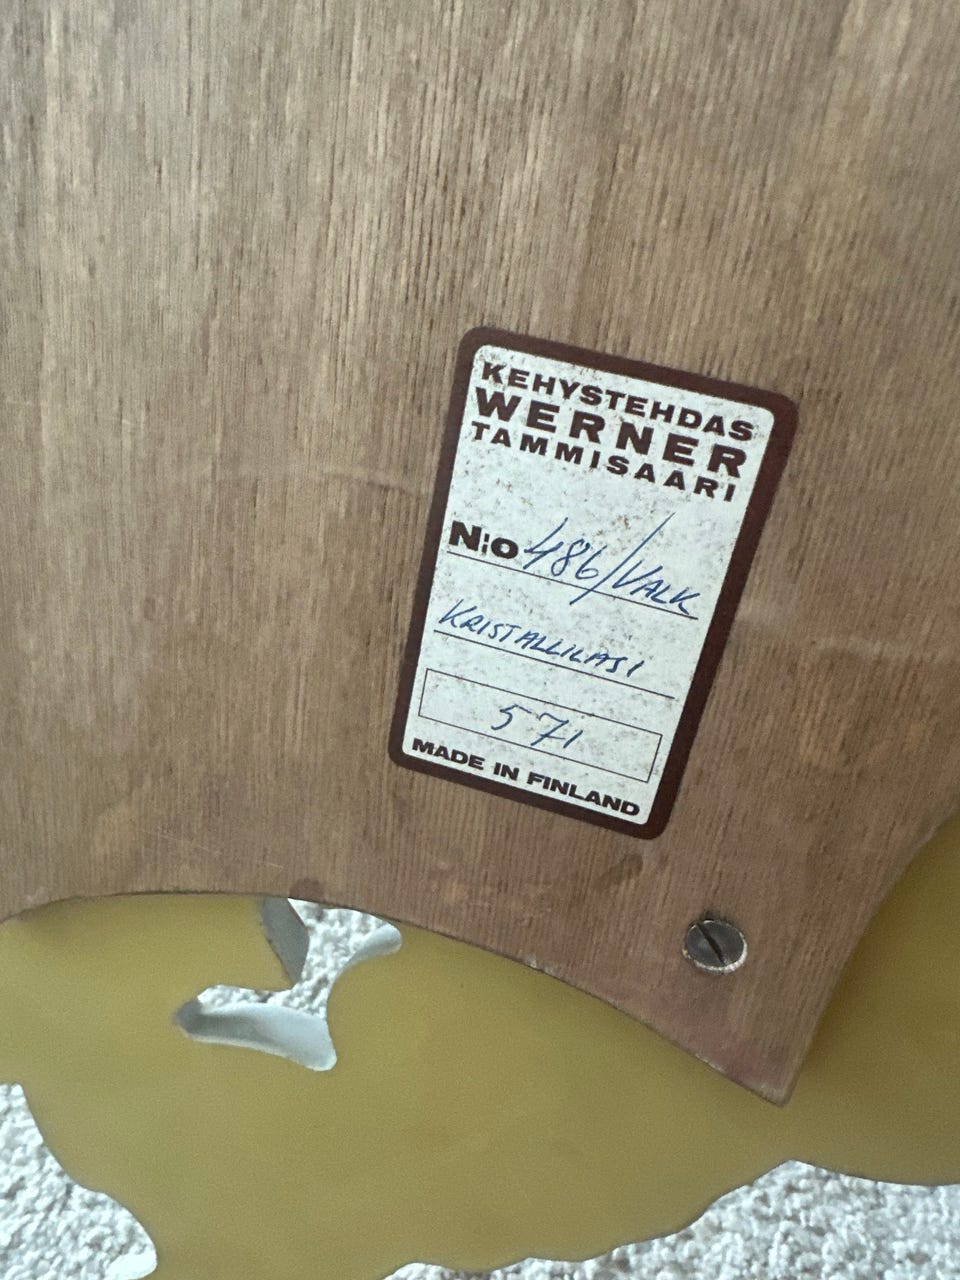 KEHYSTEHDAS
WERNER
TAMMISAARI
N:o 486/VALK
KRISTALLILASI
571
MADE IN FINLAND